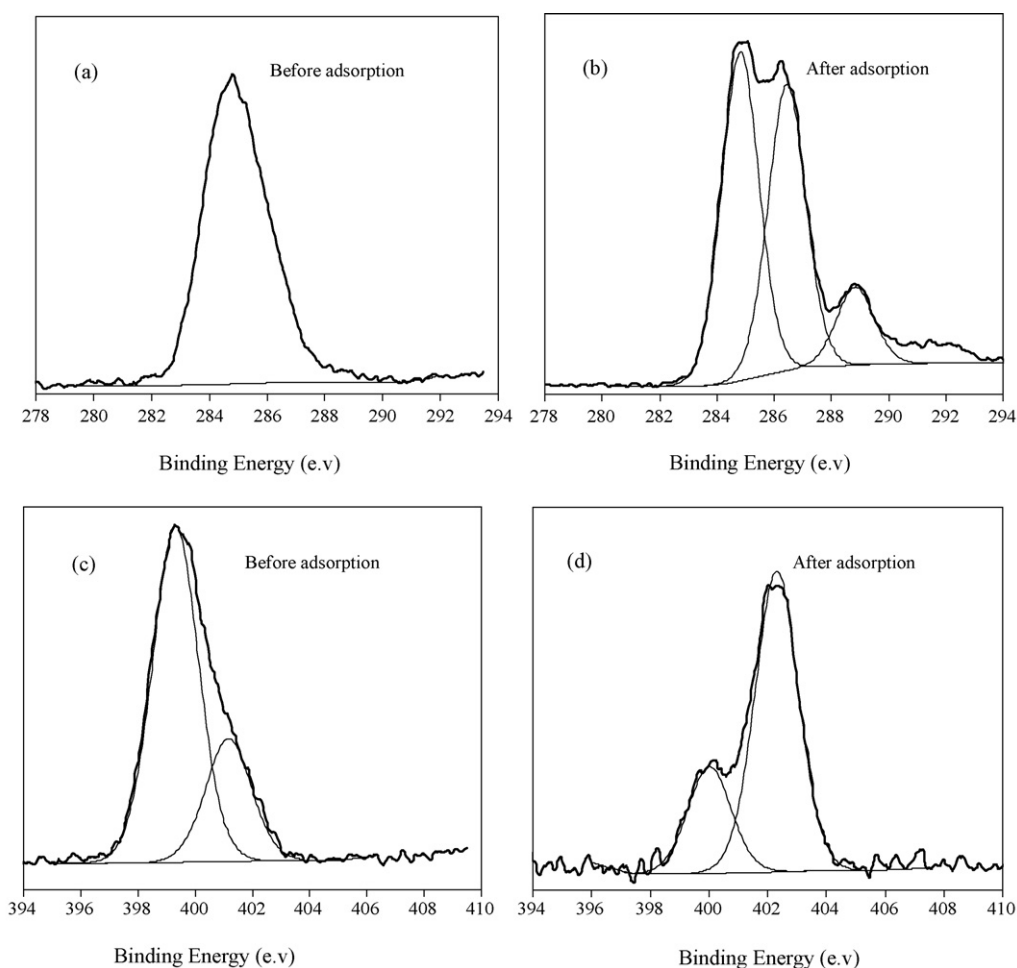 (a)
Before adsorption
278 280 282 284 286 288 290 292 294
Binding Energy (e.v)
(b)
After adsorption
278 280 282 284 286 288 290 292 294
Binding Energy (e.v)
(c)
Before adsorption
394 396 398 400 402 404 406 408 410
Binding Energy (e.v)
(d)
After adsorption
394 396 398 400 402 404 406 408 410
Binding Energy (e.v)